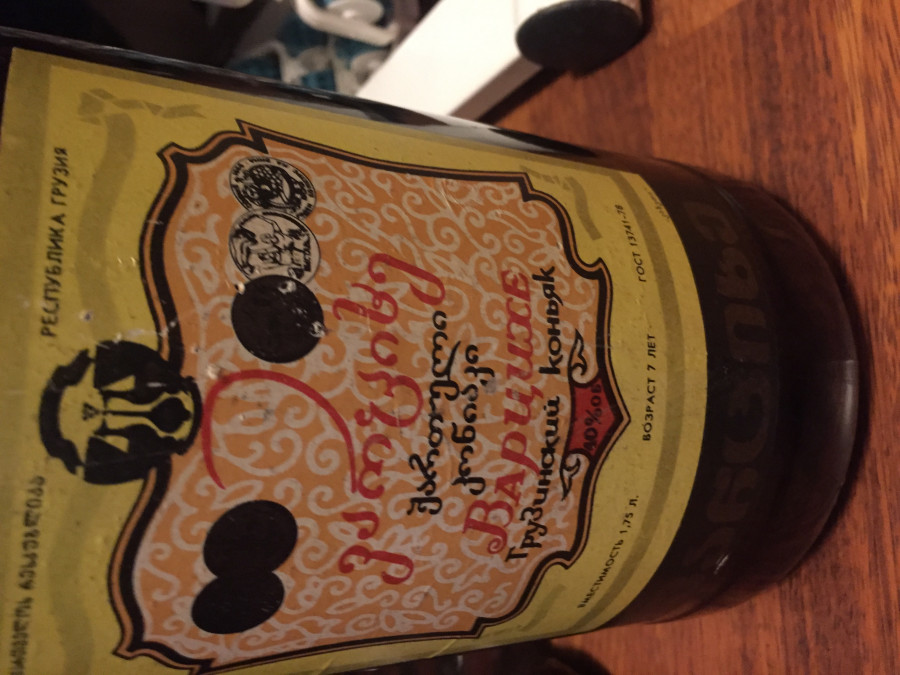 რესპუბლიკა
РЕСПУБЛИКА ГРУЗИЯ
ვარციხე
ქართული
კონიაკი
ВАРЦИХЕ
Грузинский коньяк
40% об
ВМЕСТИМОСТЬ 1,75 Л.
ВОЗРАСТ 7 ЛЕТ
ГОСТ 13741-78